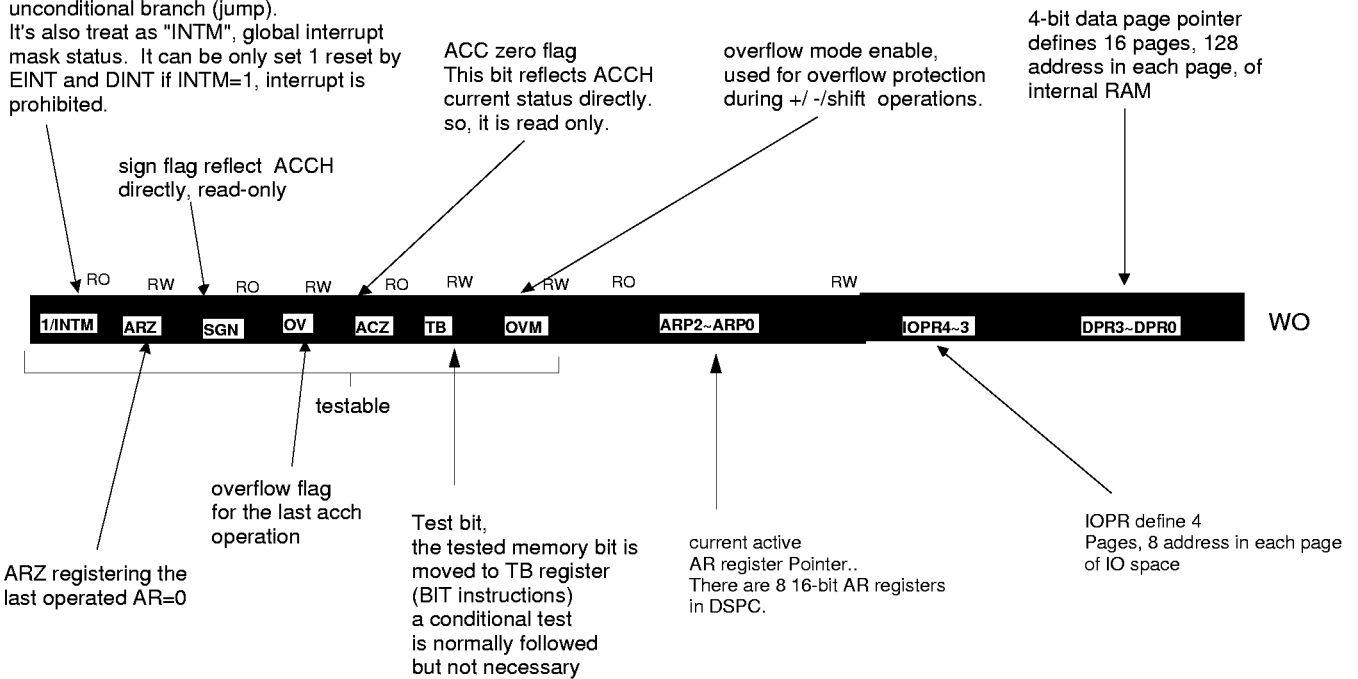 unconditional branch (jump).
It's also treat as "INTM", global interrupt
mask status. It can be only set 1 reset by
EINT and DINT if INTM=1, interrupt is
prohibited.
sign flag reflect ACCH
directly, read-only
ACC zero flag
This bit reflects ACCH
current status directly.
so, it is read only.
overflow mode enable,
used for overflow protection
during +/ -/shift operations.
4-bit data page pointer
defines 16 pages, 128
address in each page, of
internal RAM
RO RW RO RW RO RW RW RO RW
1/INTM ARZ SGN OV ACZ TB OVM ARP2~ARP0 IOPR4~3 DPR3~DPR0 WO
testable
ARZ registering the
last operated AR=0
overflow flag
for the last acch
operation
Test bit,
the tested memory bit is
moved to TB register
(BIT instructions)
a conditional test
is normally followed
but not necessary
current active
AR register Pointer..
There are 8 16-bit AR registers
in DSPC.
IOPR define 4
Pages, 8 address in each page
of IO space